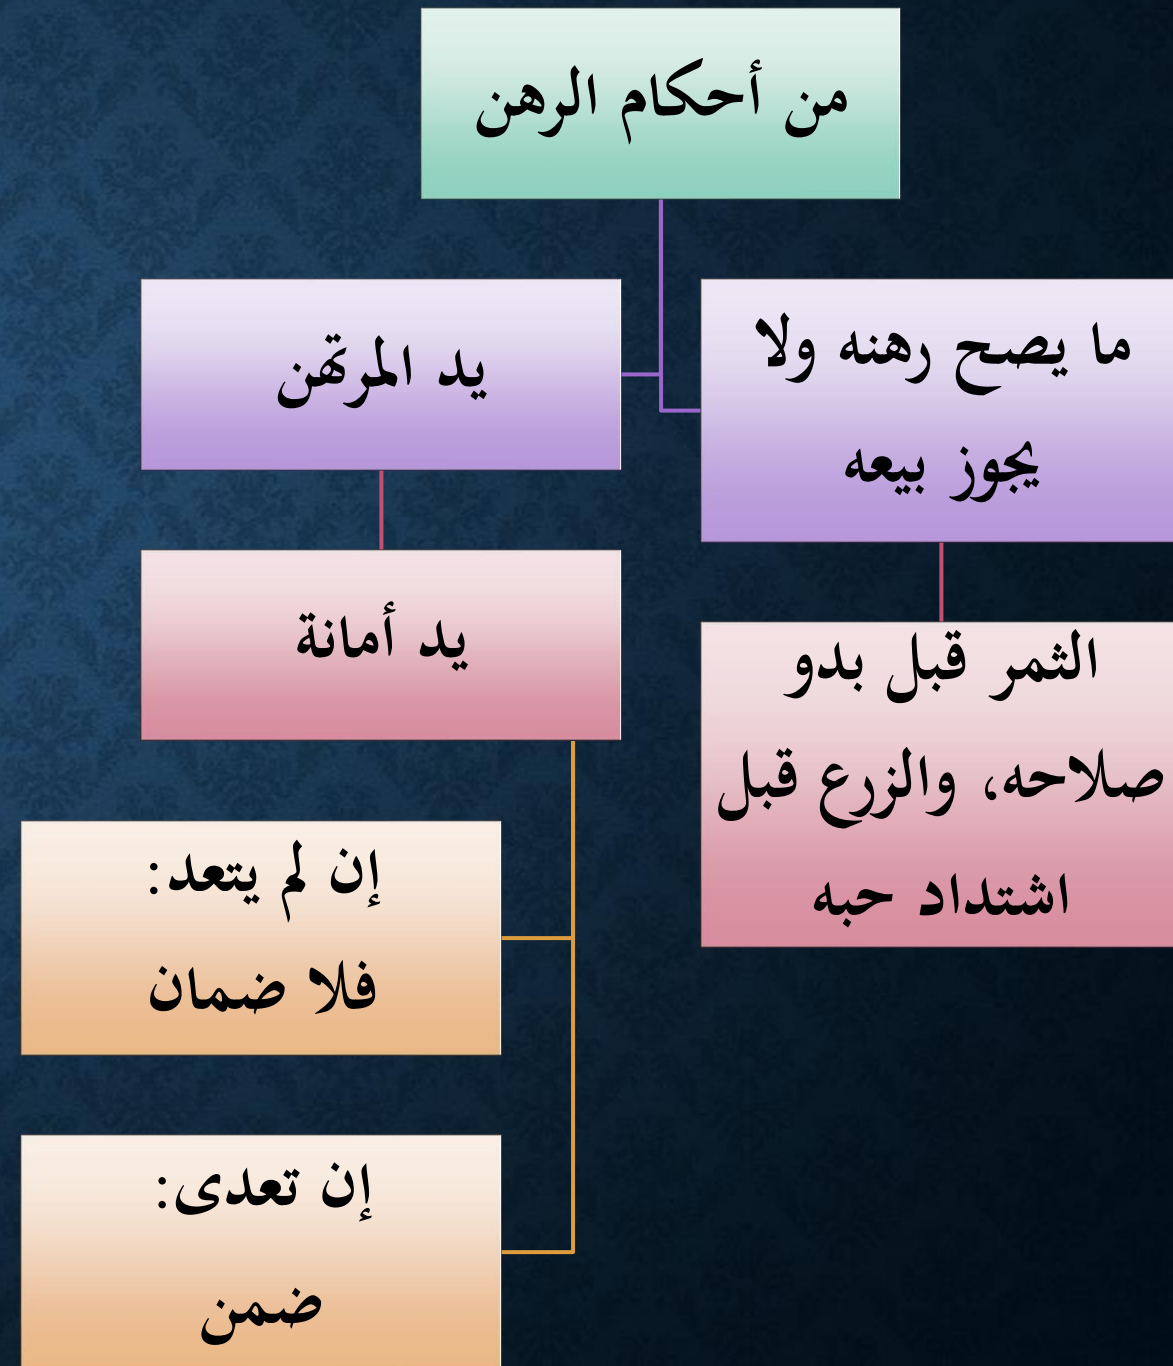 من أحكام الرهن
ما يصح رهنه ولا
يجوز بيعه
الثمر قبل بدو
صلاحه، والزرع قبل
اشتداد حبه
يد المرتهن
يد أمانة
إن لم يتعد:
فلا ضمان
إن تعدى:
ضمن